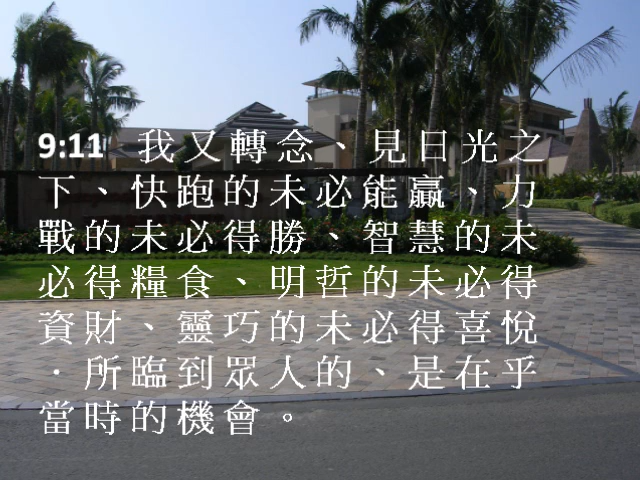 9:11 我又轉念、見日光之
下、快跑的未必能贏、力
戰的未必得勝、智慧的未
必得糧食、明哲的未必得
資財、靈巧的未必得喜悅
．所臨到眾人的、是在乎
當時的機會。